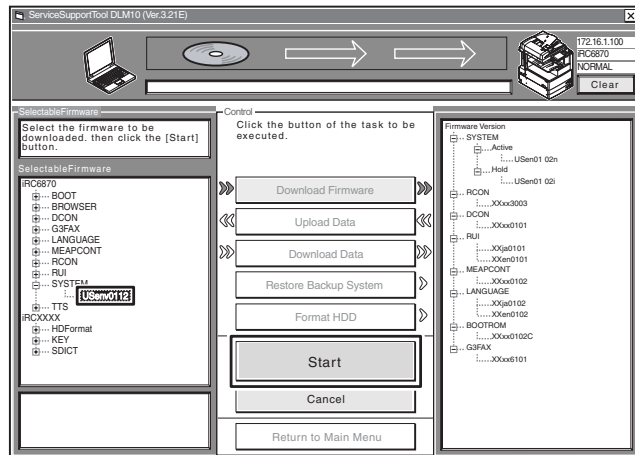 ServiceSupportTool DLM10 (Ver.3.21E)
172.16.1.100
iRC6870
NORMAL
Clear
SelectableFirmware
Select the firmware to be
downloaded. then click the [Start]
button.
SelectableFirmware
iRC6870
BOOT
BROWSER
DCON
G3FAX
LANGUAGE
MEAPCONT
RCON
RUI
SYSTEM
USenv0112
TTS
iRCXXXX
HDFormat
KEY
SDICT
Control
Click the button of the task to be
executed.
Download Firmware
Upload Data
Download Data
Restore Backup System
Format HDD
Start
Cancel
Return to Main Menu
Firmware Version
SYSTEM
Active
USen01 02n
Hold
USen01 02i
RCON
XXxx3003
DCON
XXxx0101
RUI
XXja0101
XXen0101
MEAPCONT
XXxx0102
LANGUAGE
XXja0102
XXen0102
BOOTROM
XXxx0102C
G3FAX
XXxx6101